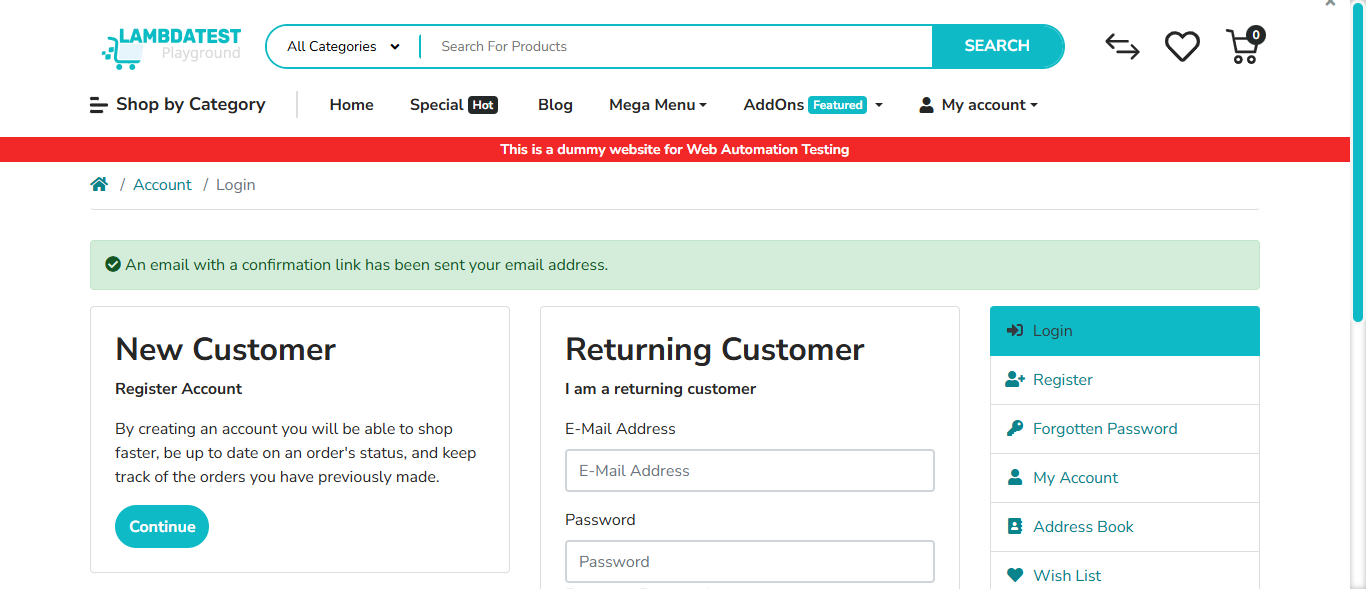 LAMBDATEST
Playground
All Categories
Search For Products
SEARCH
0
Shop by Category
Home
Special Hot
Blog
Mega Menu
AddOns Featured
My account
This is a dummy website for Web Automation Testing
/ Account / Login
An email with a confirmation link has been sent your email address.
New Customer
Register Account
By creating an account you will be able to shop
faster, be up to date on an order's status, and keep
track of the orders you have previously made.
Continue
Returning Customer
I am a returning customer
E-Mail Address
E-Mail Address
Password
Password
Login
Register
Forgotten Password
My Account
Address Book
Wish List